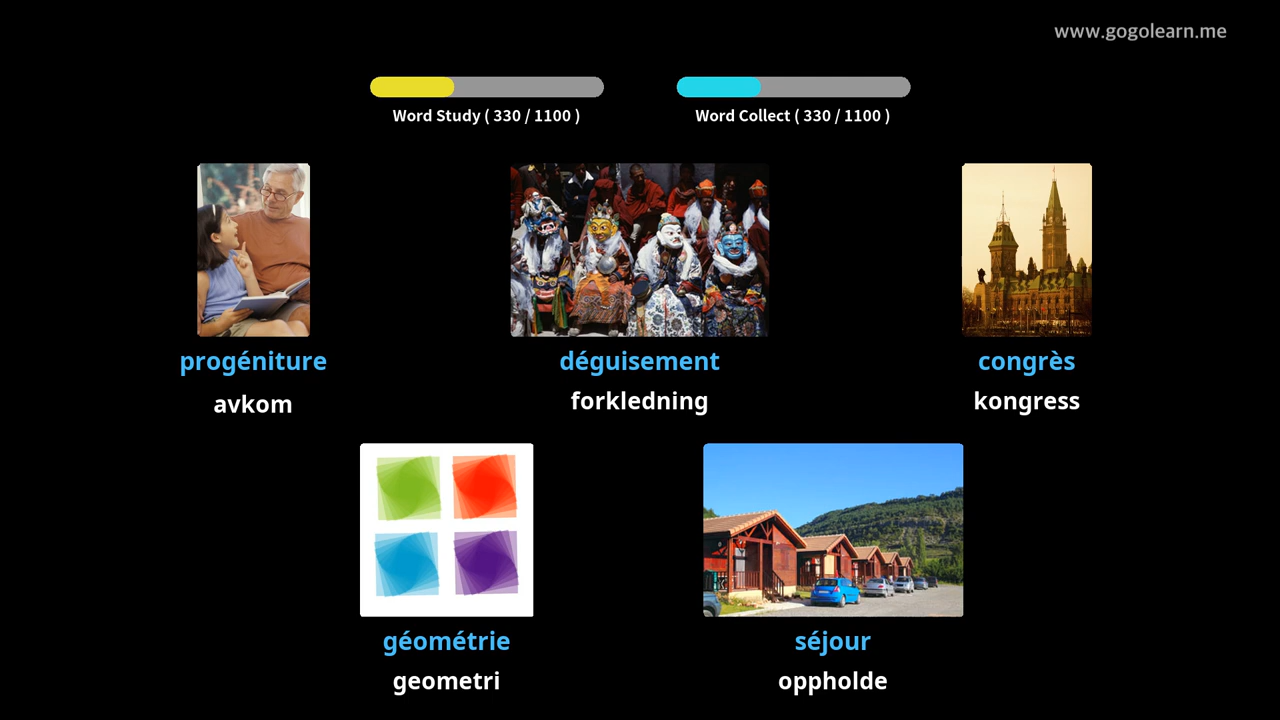 www.gogolearn.me
Word Study ( 330 / 1100 )
Word Collect ( 330 / 1100 )
progéniture
avkom
déguisement
forkledning
congrès
kongress
géométrie
geometri
séjour
oppholde